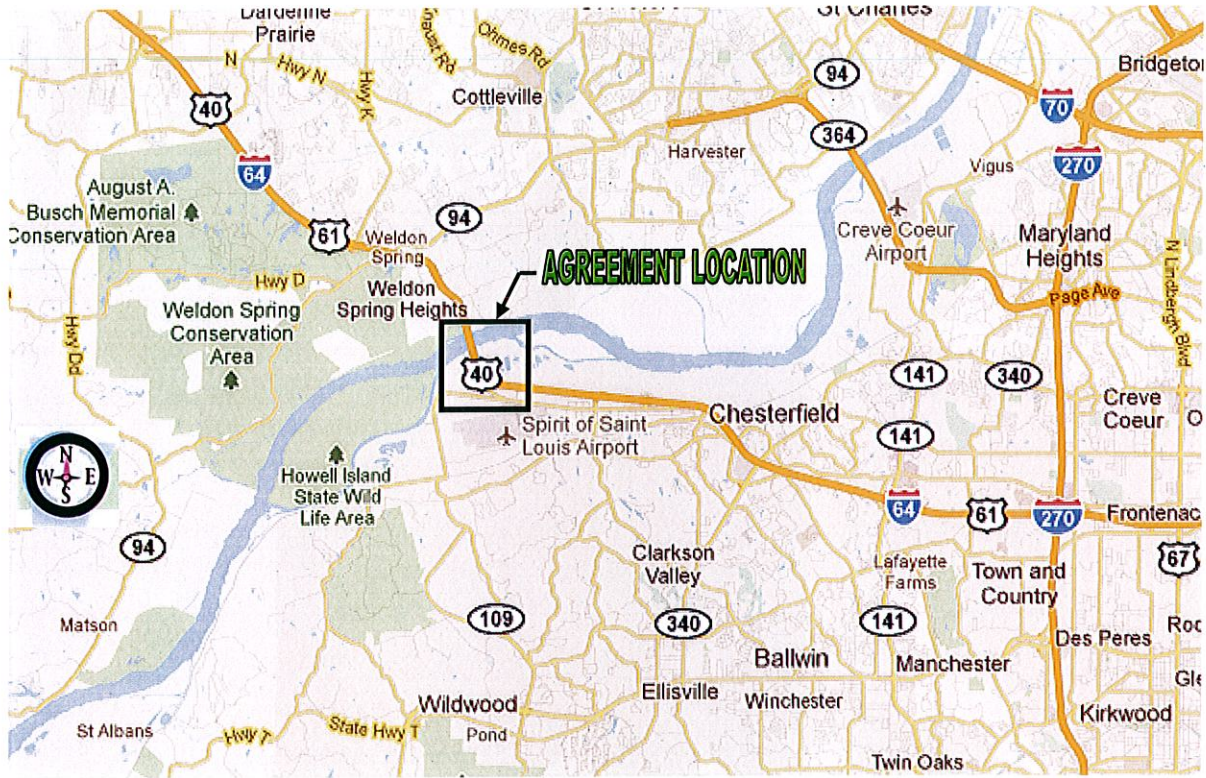 St Charles
Dardenne
Prairie
N
Hwy N
Hwy K
Ohmes Rd
Cottleville
94
Bridgeton
40
364
70
Harvester
Vigus
270
64
August A.
Busch Memorial
Conservation Area
61
94
Weldon
Spring
Creve Coeur
Airport
Maryland
Heights
N Lindbergh Blvd
AGREEMENT LOCATION
Hwy D
Weldon
Spring Heights
Page Ave
Hwy Dd
Weldon Spring
Conservation
Area
40
141
340
Creve
Coeur
O
Chesterfield
Spirit of Saint
Louis Airport
141
N
W E
S
Howell Island
State Wild
Life Area
64
61
270
Frontenac
94
Clarkson
Valley
Lafayette
Farms
Town and
Country
67
109
340
141
Matson
Des Peres
Roc
Ballwin
Manchester
Ellisville
Winchester
Gle
Wildwood
Kirkwood
St Albans
Hwy T
State Hwy T
Pond
Twin Oaks